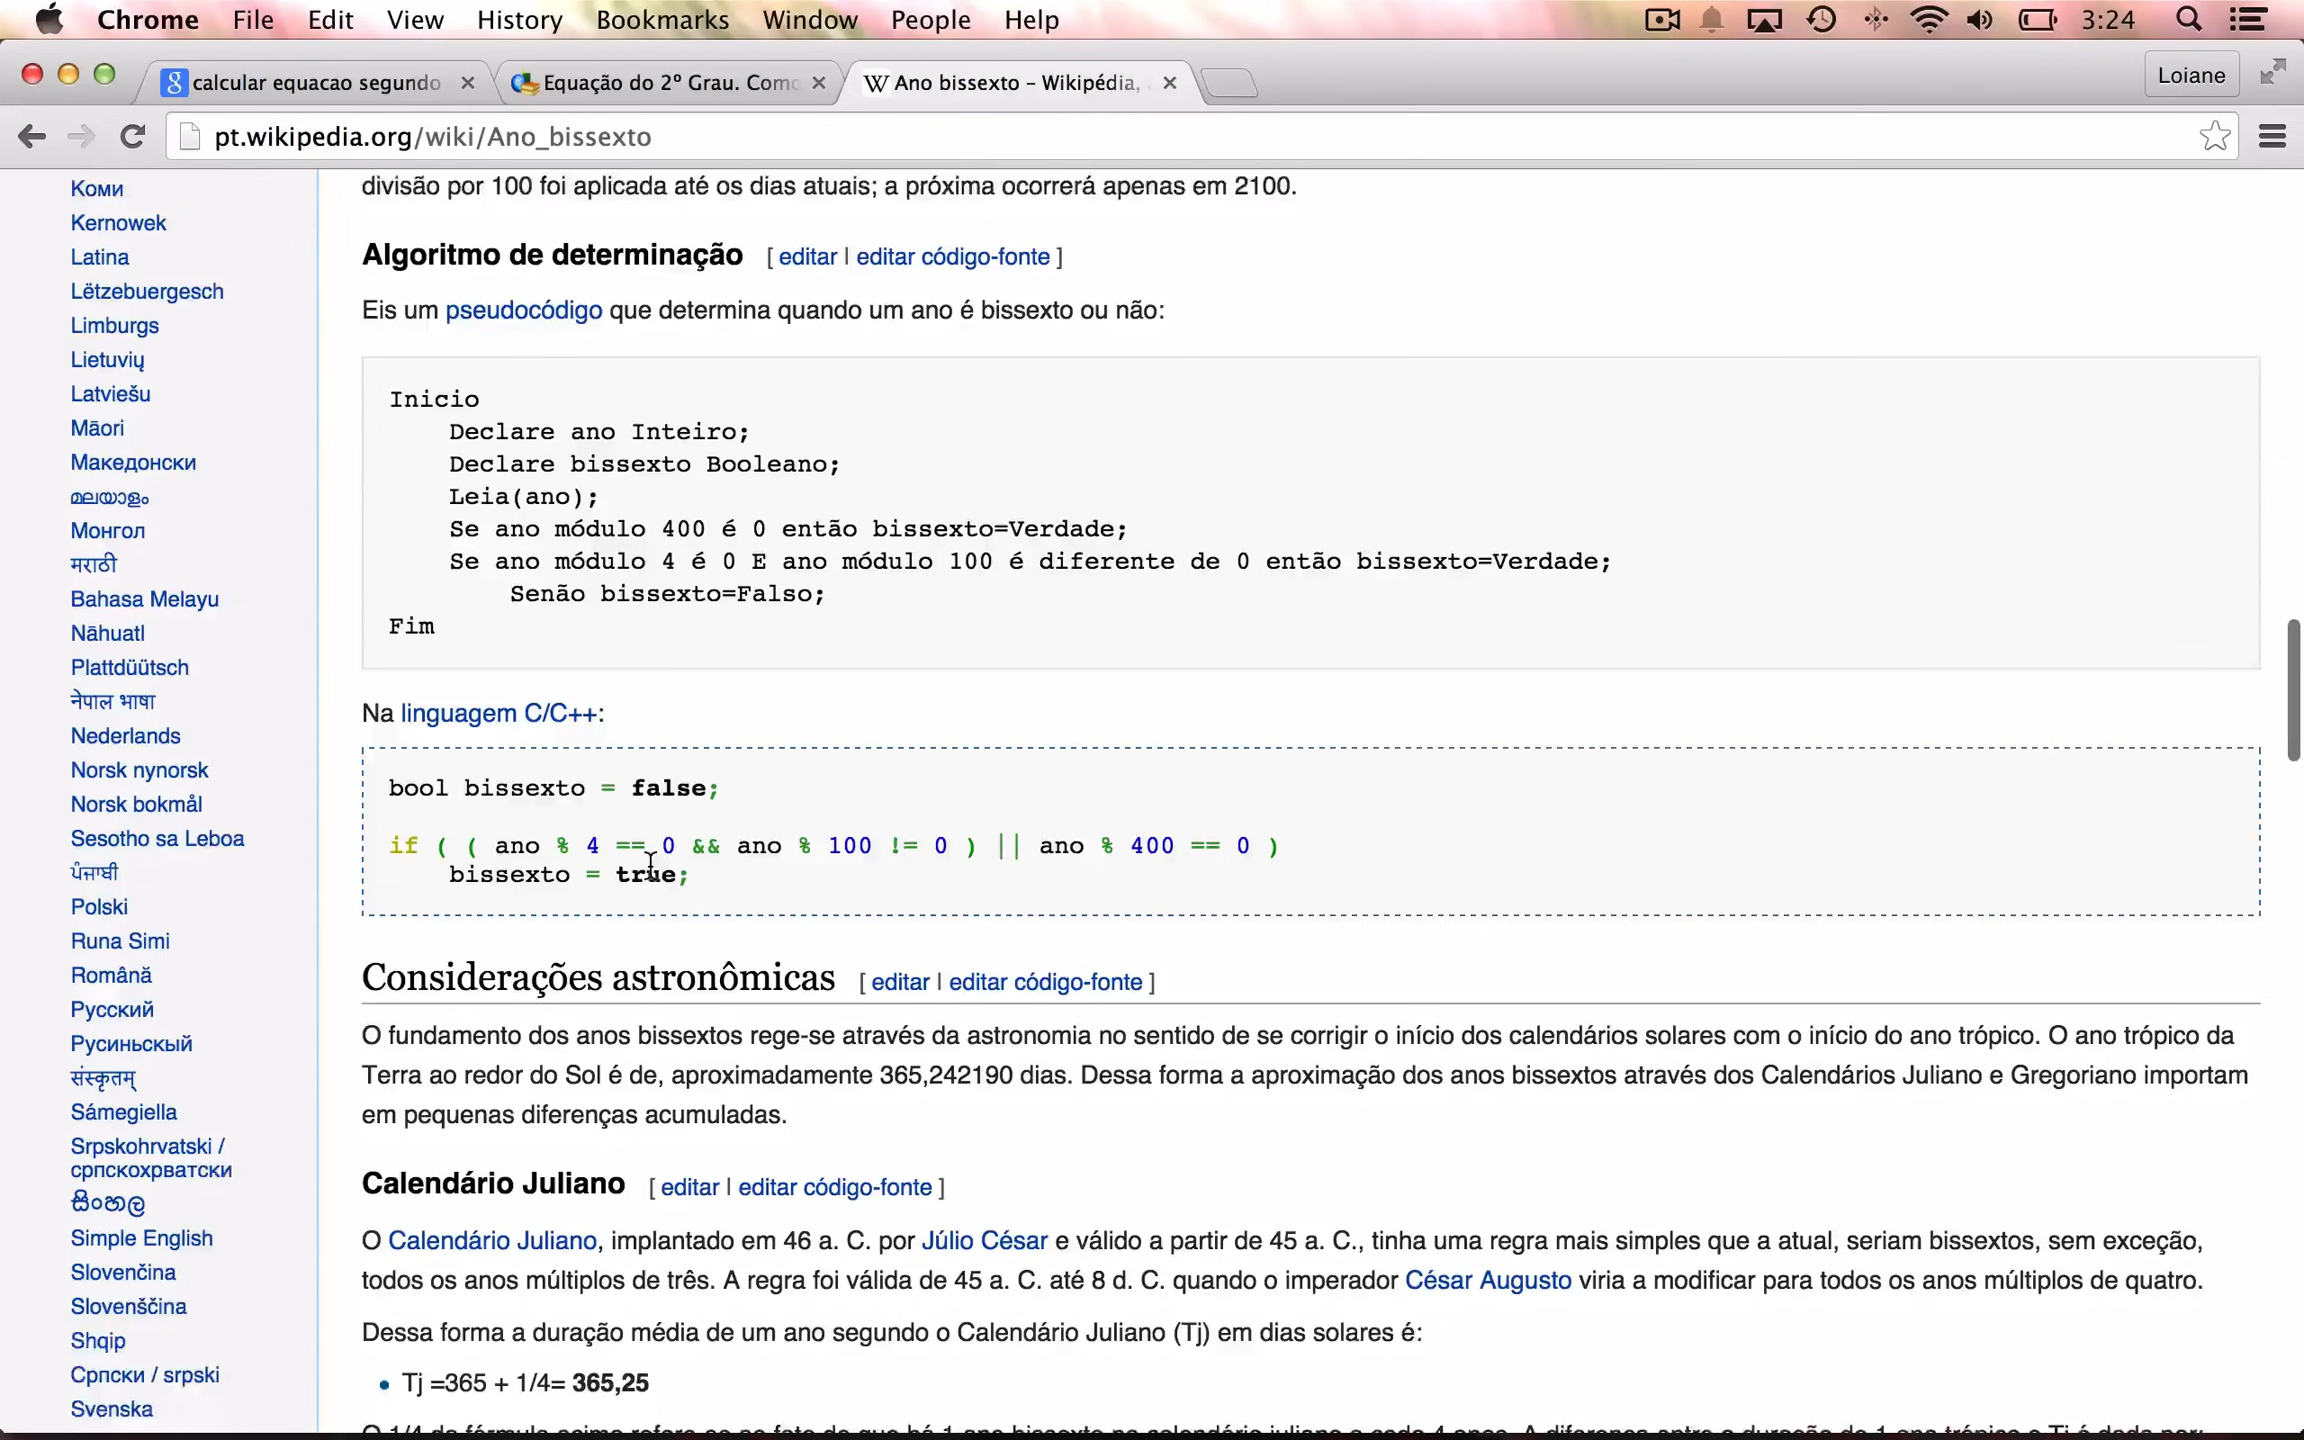 Chrome File Edit View History Bookmarks Window People Help 3:24
calcular equacao segundo
Equação do 2º Grau. Como
Ano bissexto – Wikipédia,
Loiane
pt.wikipedia.org/wiki/Ano_bissexto
Коми
Kernowek
Latina
Lëtzebuergesch
Limburgs
Lietuvių
Latviešu
Māori
Македонски
മലയാളം
Монгол
मराठी
Bahasa Melayu
Nāhuatl
Plattdüütsch
नेपाल भाषा
Nederlands
Norsk nynorsk
Norsk bokmål
Sesotho sa Leboa
ਪੰਜਾਬੀ
Polski
Runa Simi
Română
Русский
Русиньскый
संस्कृतम्
Sámegiella
Srpskohrvatski /
српскохрватски
සිංහල
Simple English
Slovenčina
Slovenščina
Shqip
Српски / srpski
Svenska
divisão por 100 foi aplicada até os dias atuais; a próxima ocorrerá apenas em 2100.
Algoritmo de determinação [ editar | editar código-fonte ]
Eis um pseudocódigo que determina quando um ano é bissexto ou não:
Inicio
Declare ano Inteiro;
Declare bissexto Booleano;
Leia(ano);
Se ano módulo 400 é 0 então bissexto=Verdade;
Se ano módulo 4 é 0 E ano módulo 100 é diferente de 0 então bissexto=Verdade;
Senão bissexto=Falso;
Fim
Na linguagem C/C++:
bool bissexto = false;
if ( ( ano % 4 == 0 && ano % 100 != 0 ) || ano % 400 == 0 )
bissexto = true;
Considerações astronômicas [ editar | editar código-fonte ]
O fundamento dos anos bissextos rege-se através da astronomia no sentido de se corrigir o início dos calendários solares com o início do ano trópico. O ano trópico da
Terra ao redor do Sol é de, aproximadamente 365,242190 dias. Dessa forma a aproximação dos anos bissextos através dos Calendários Juliano e Gregoriano importam
em pequenas diferenças acumuladas.
Calendário Juliano [ editar | editar código-fonte ]
O Calendário Juliano, implantado em 46 a. C. por Júlio César e válido a partir de 45 a. C., tinha uma regra mais simples que a atual, seriam bissextos, sem exceção,
todos os anos múltiplos de três. A regra foi válida de 45 a. C. até 8 d. C. quando o imperador César Augusto viria a modificar para todos os anos múltiplos de quatro.
Dessa forma a duração média de um ano segundo o Calendário Juliano (Tj) em dias solares é:
• Tj =365 + 1/4= 365,25